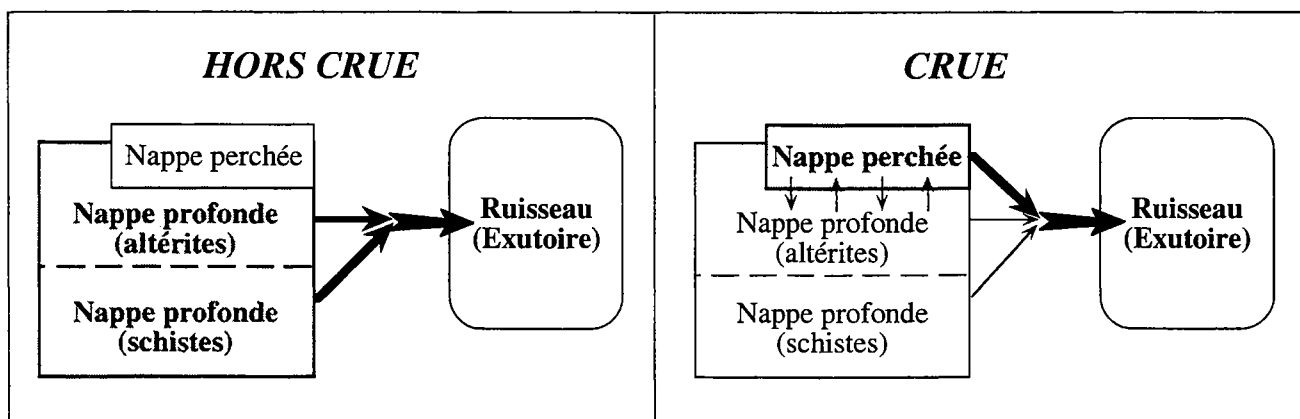 HORS CRUE
Nappe perchée
Nappe profonde
(altérites)
Nappe profonde
(schistes)
Ruisseau
(Exutoire)
CRUE
Nappe perchée
Nappe profonde
(altérites)
Nappe profonde
(schistes)
Ruisseau
(Exutoire)